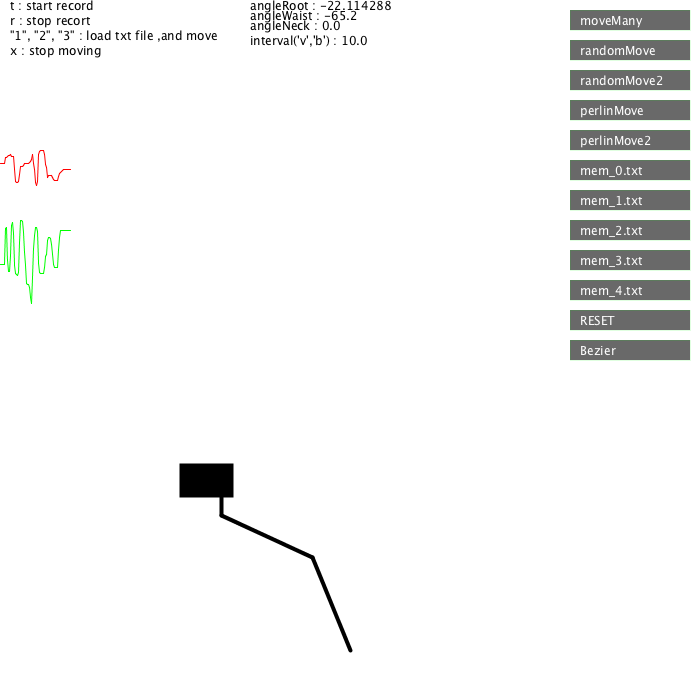 t : start record
r : stop recort
"1", "2", "3" : load txt file ,and move
x : stop moving
angleRoot : -22.114288
angleWaist : -65.2
angleNeck : 0.0
interval('v','b') : 10.0
moveMany
randomMove
randomMove2
perlinMove
perlinMove2
mem_0.txt
mem_1.txt
mem_2.txt
mem_3.txt
mem_4.txt
RESET
Bezier